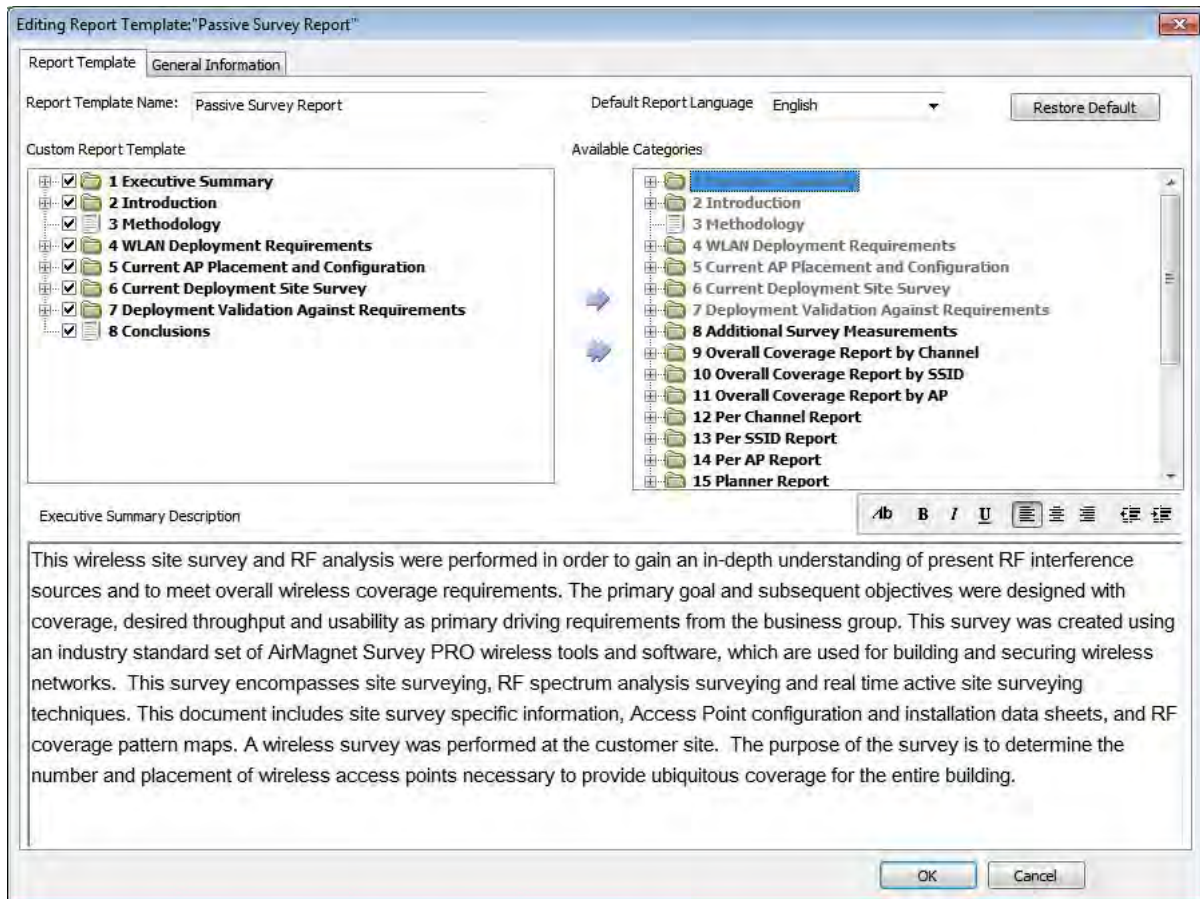 Editing Report Template:"Passive Survey Report"
Report Template
General Information
Report Template Name: Passive Survey Report
Default Report Language English
Restore Default
Custom Report Template
1 Executive Summary
2 Introduction
3 Methodology
4 WLAN Deployment Requirements
5 Current AP Placement and Configuration
6 Current Deployment Site Survey
7 Deployment Validation Against Requirements
8 Conclusions
Available Categories
2 Introduction
3 Methodology
4 WLAN Deployment Requirements
5 Current AP Placement and Configuration
6 Current Deployment Site Survey
7 Deployment Validation Against Requirements
8 Additional Survey Measurements
9 Overall Coverage Report by Channel
10 Overall Coverage Report by SSID
11 Overall Coverage Report by AP
12 Per Channel Report
13 Per SSID Report
14 Per AP Report
15 Planner Report
Executive Summary Description
Ab B I U
This wireless site survey and RF analysis were performed in order to gain an in-depth understanding of present RF interference
sources and to meet overall wireless coverage requirements. The primary goal and subsequent objectives were designed with
coverage, desired throughput and usability as primary driving requirements from the business group. This survey was created using
an industry standard set of AirMagnet Survey PRO wireless tools and software, which are used for building and securing wireless
networks.  This survey encompasses site surveying, RF spectrum analysis surveying and real time active site surveying
techniques. This document includes site survey specific information, Access Point configuration and installation data sheets, and RF
coverage pattern maps. A wireless survey was performed at the customer site.  The purpose of the survey is to determine the
number and placement of wireless access points necessary to provide ubiquitous coverage for the entire building.
OK
Cancel